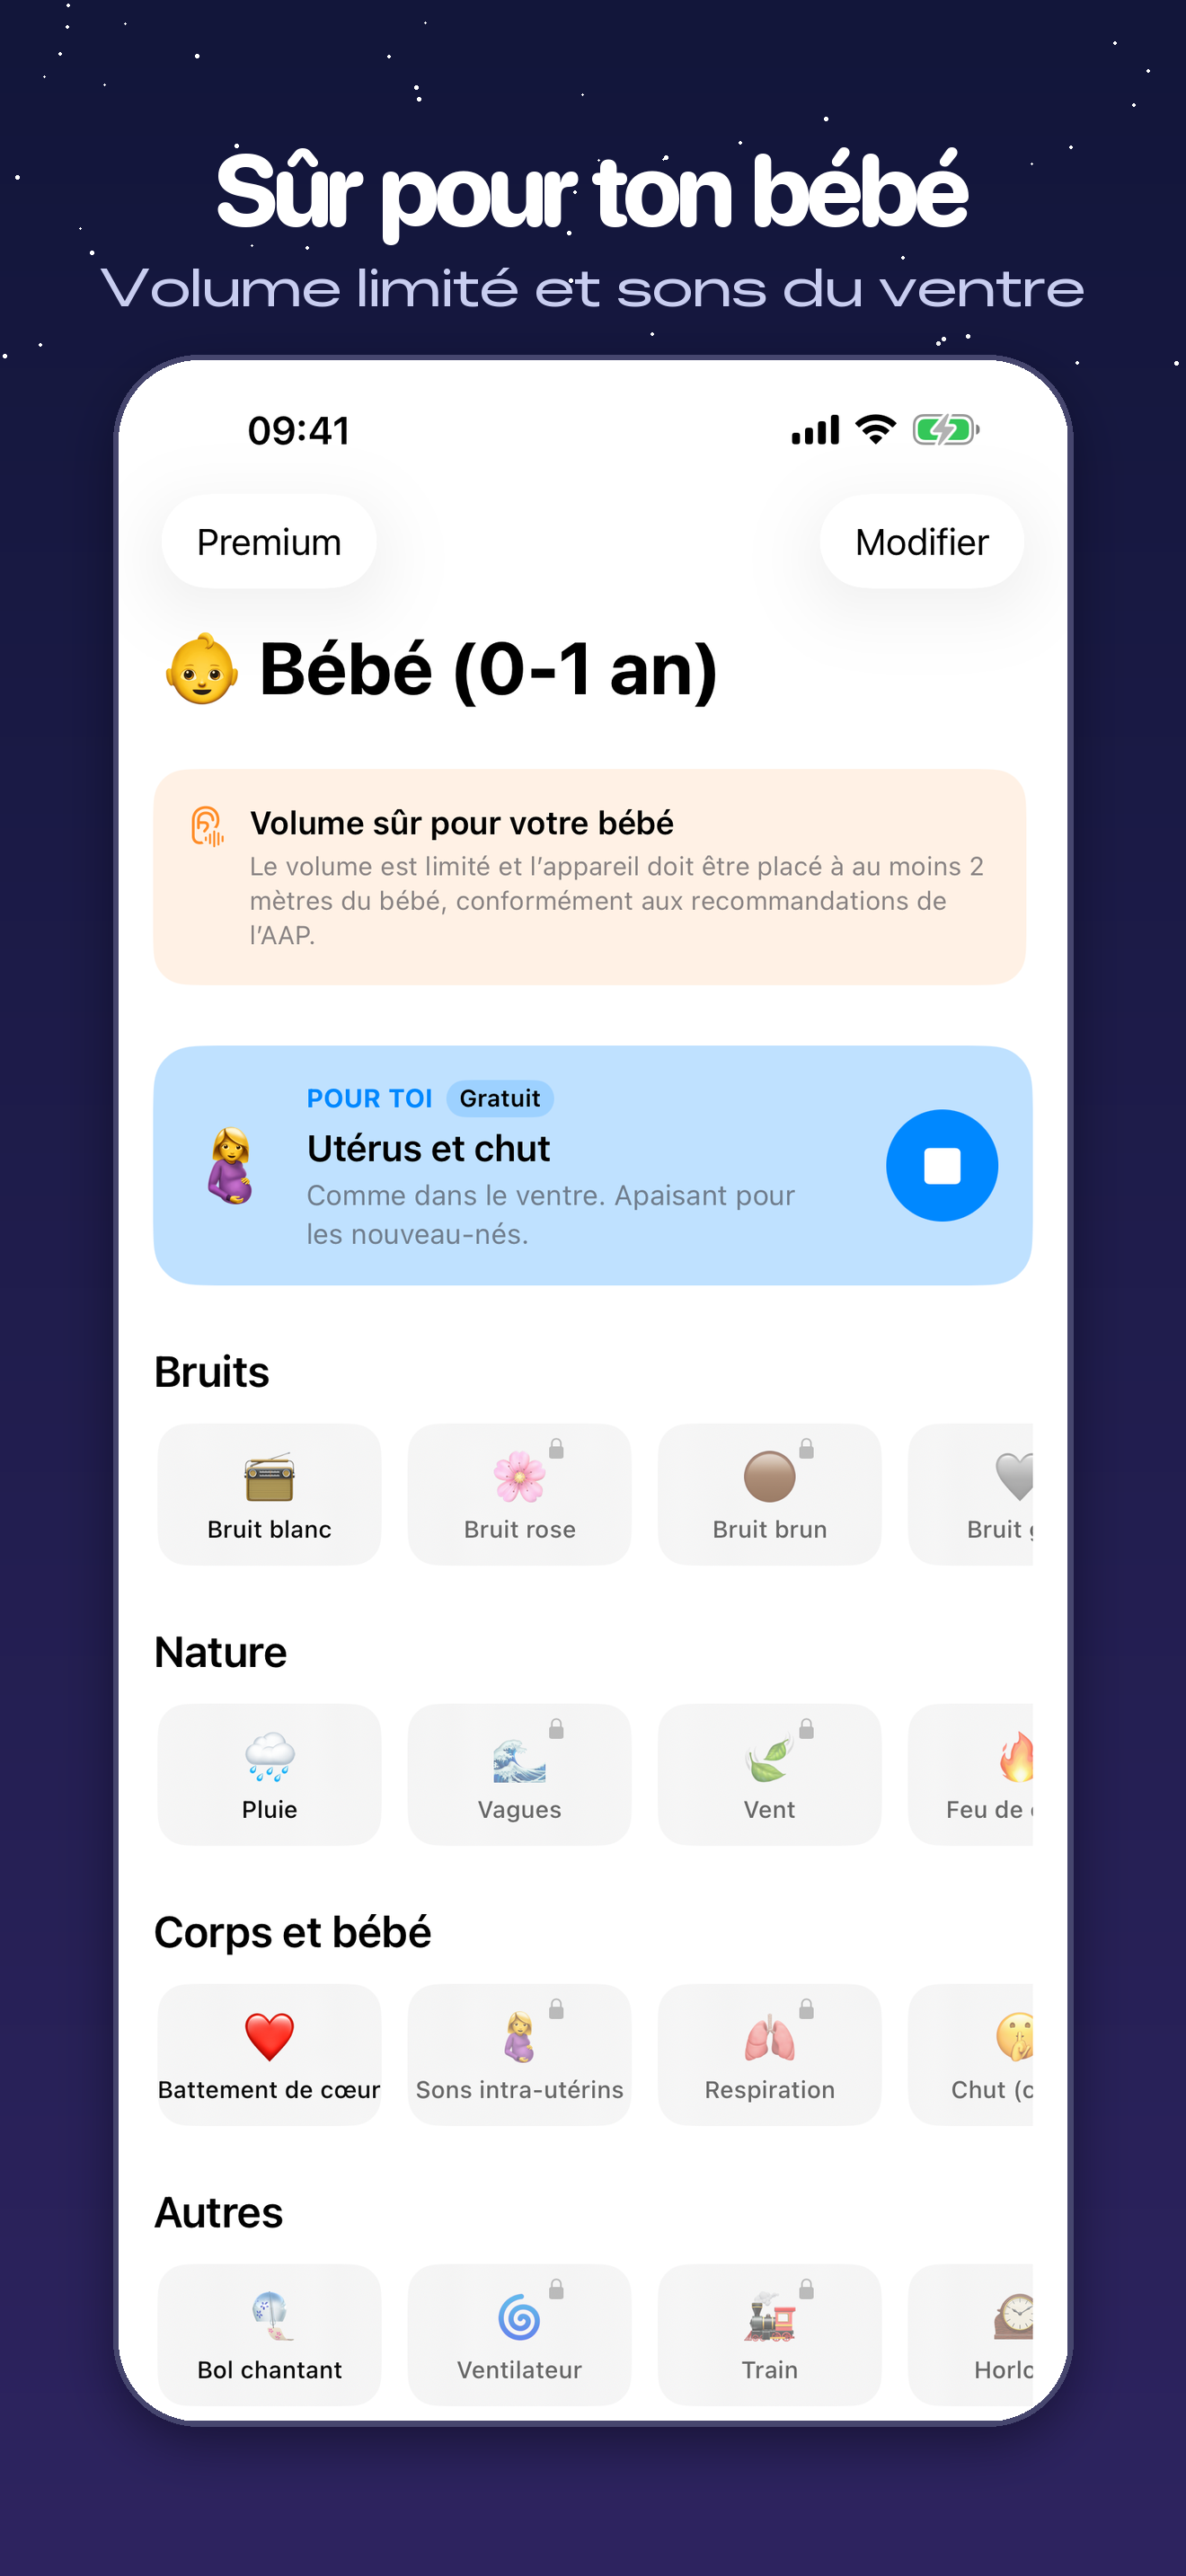 Sûr pour ton bébé
Volume limité et sons du ventre
09:41
Premium
Modifier
Bébé (0-1 an)
Volume sûr pour votre bébé
Le volume est limité et l’appareil doit être placé à au moins 2
mètres du bébé, conformément aux recommandations de
l’AAP.
POUR TOI
Gratuit
Utérus et chut
Comme dans le ventre. Apaisant pour
les nouveau-nés.
Bruits
Bruit blanc
Bruit rose
Bruit brun
Bruit
Nature
Pluie
Vagues
Vent
Feu de
Corps et bébé
Battement de cœur
Sons intra-utérins
Respiration
Chut
Autres
Bol chantant
Ventilateur
Train